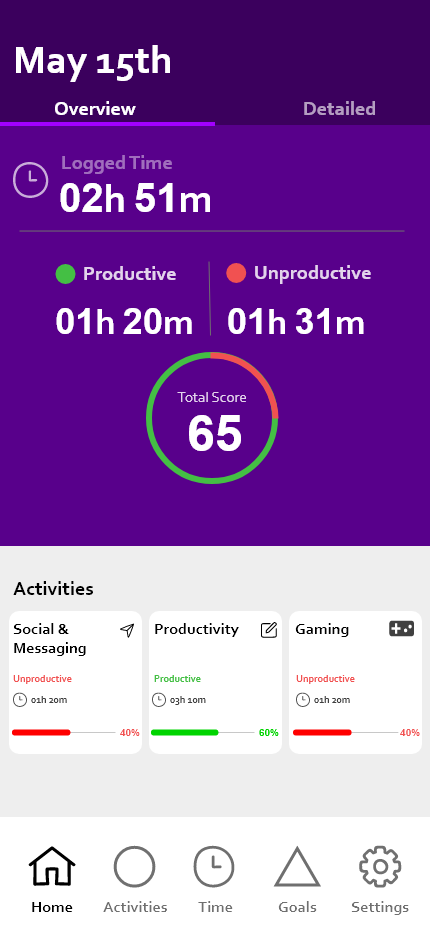 May 15th
Overview Detailed
Logged Time
02h 51m
Productive Unproductive
01h 20m 01h 31m
Total Score
65
Activities
Social & Messaging
Unproductive
01h 20m
40%
Productivity
Productive
03h 10m
60%
Gaming
Unproductive
01h 20m
40%
Home Activities Time Goals Settings